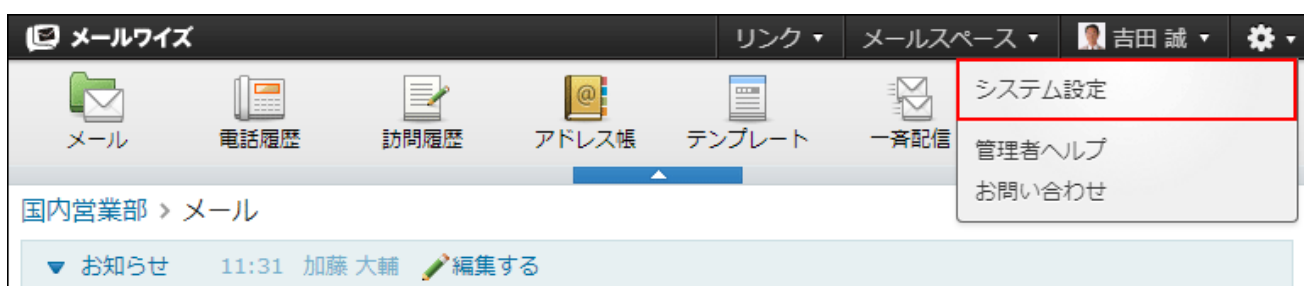 メールワイズ リンク ▼ メールスペース ▼ 吉田 誠 ▼
メール 電話履歴 訪問履歴 アドレス帳 テンプレート 一斉配信
システム設定
管理者ヘルプ
お問い合わせ
国内営業部 > メール
▼ お知らせ 11:31 加藤 大輔 編集する